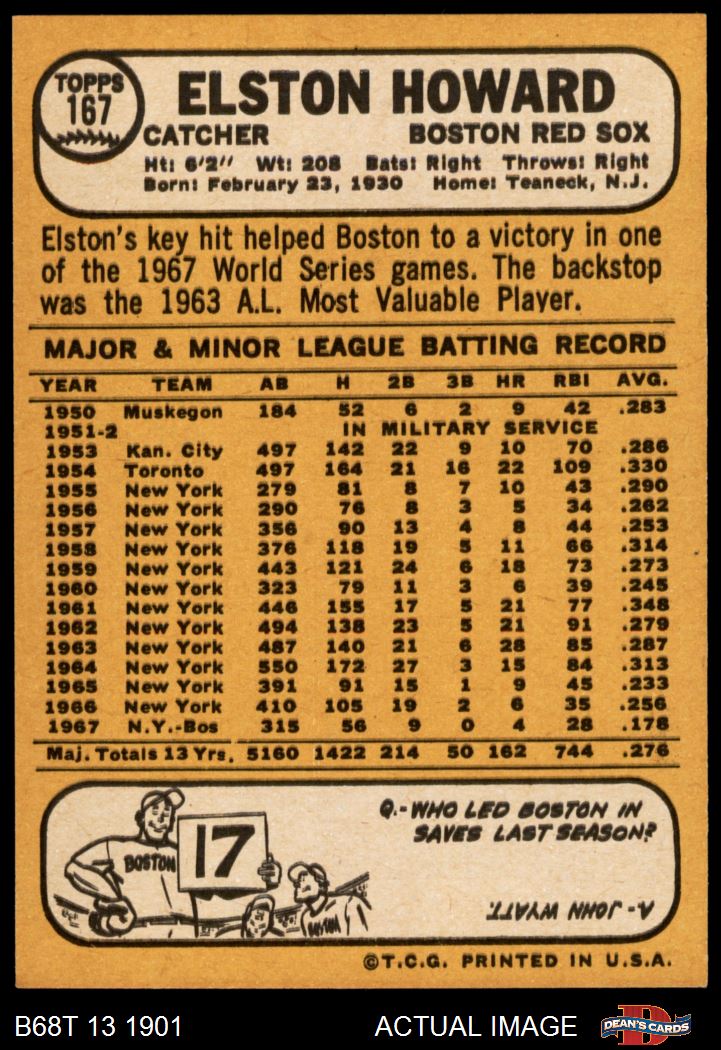 TOPPS
167
ELSTON HOWARD
CATCHER BOSTON RED SOX
Ht: 6'2" Wt: 208 Bats: Right Throws: Right
Born: February 23, 1930 Home: Teaneck, N.J.
Elston's key hit helped Boston to a victory in one
of the 1967 World Series games. The backstop
was the 1963 A.L. Most Valuable Player.
MAJOR & MINOR LEAGUE BATTING RECORD
YEAR TEAM AB H 2B 3B HR RBI AVG.
1950 Muskegon 184 52 6 2 9 42 .283
1951-2 IN MILITARY SERVICE
1953 Kan. City 497 142 22 9 10 70 .286
1954 Toronto 497 164 21 16 22 109 .330
1955 New York 279 81 8 7 10 43 .290
1956 New York 290 76 8 3 5 34 .262
1957 New York 356 90 13 4 8 44 .253
1958 New York 376 118 19 5 11 66 .314
1959 New York 443 121 24 6 18 73 .273
1960 New York 323 79 11 3 6 39 .245
1961 New York 446 155 17 5 21 77 .348
1962 New York 494 138 23 5 21 91 .279
1963 New York 487 140 21 6 28 85 .287
1964 New York 550 172 27 3 15 84 .313
1965 New York 391 91 15 1 9 45 .233
1966 New York 410 105 19 2 6 35 .256
1967 N.Y.-Bos 315 56 9 0 4 28 .178
Maj. Totals 13 Yrs. 5160 1422 214 50 162 744 .276
Q.-WHO LED BOSTON IN
SAVES LAST SEASON?
17
BOSTON
BOSTON
A- JOHN WYATT.
©T.C.G. PRINTED IN U.S.A.
B68T 13 1901 ACTUAL IMAGE
D
DEAN'S CARDS